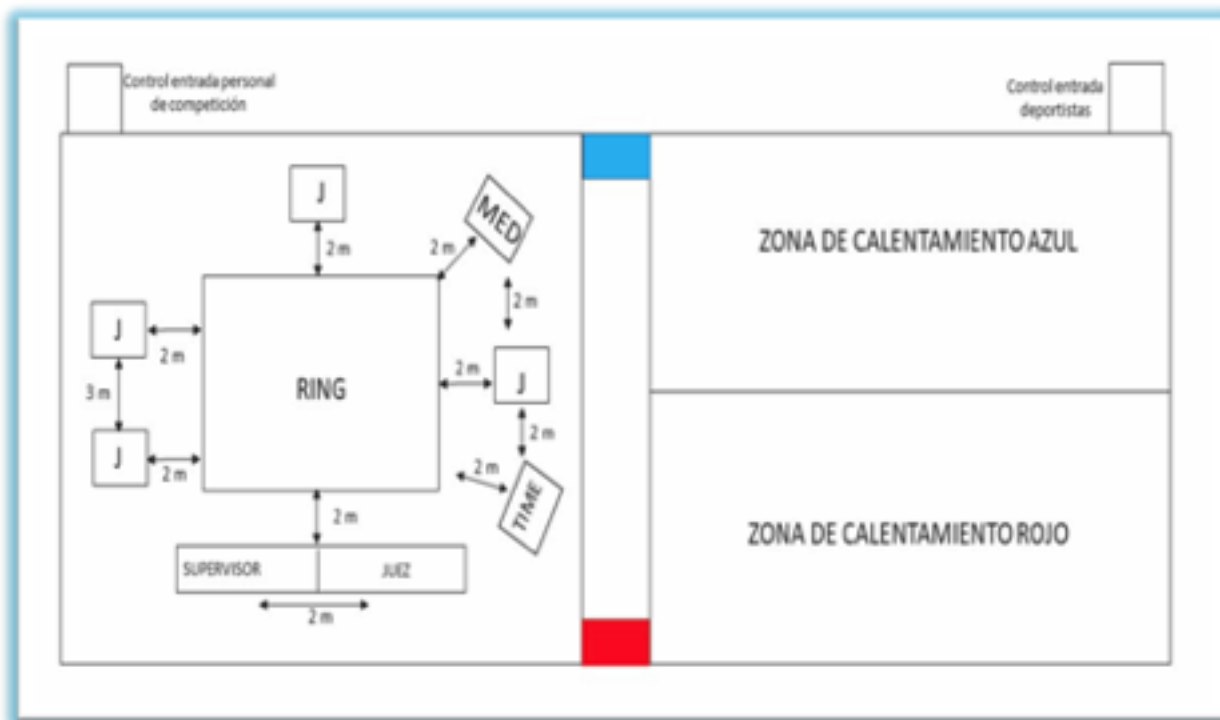 Control entrada personal
de competición
Control entrada
deportistas
J
MED
2 m
2 m
2 m
ZONA DE CALENTAMIENTO AZUL
J
2 m
2 m
J
3 m
RING
J
2 m
2 m
2 m
TIME
2 m
ZONA DE CALENTAMIENTO ROJO
SUPERVISOR
JUEZ
2 m
J
2 m